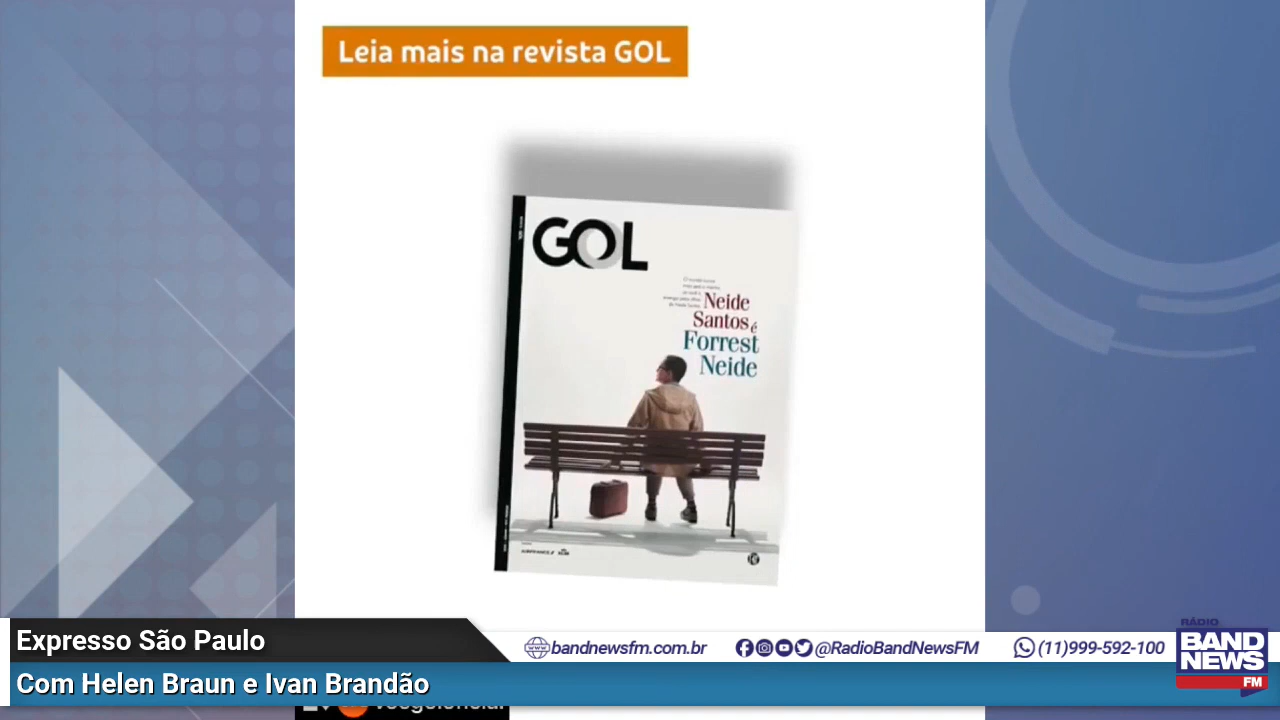 Leia mais na revista GOL
GOL
Neide
Santos é
Forrest
Neide
Expresso São Paulo
Com Helen Braun e Ivan Brandão
bandnewsfm.com.br
@RadioBandNewsFM
(11)999-592-100
RÁDIO
BAND
NEWS
FM